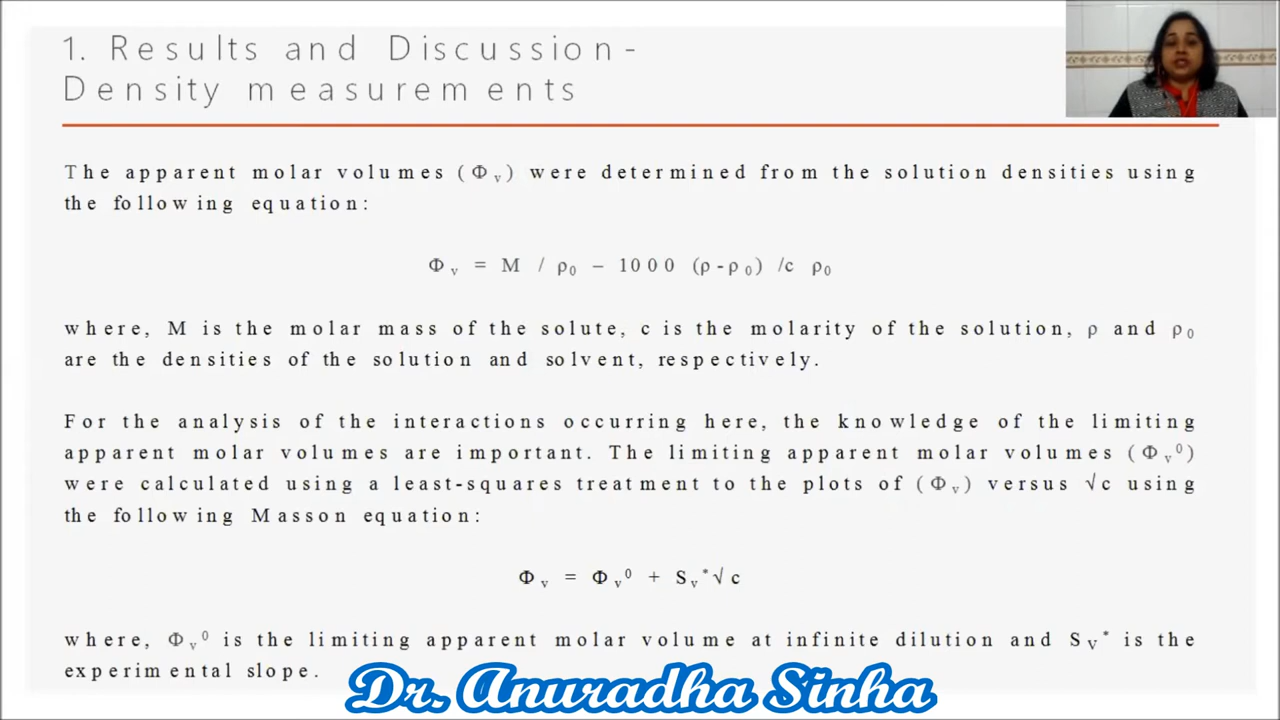 1. Results and Discussion-
Density measurements
The apparent molar volumes (Φᵥ) were determined from the solution densities using
the following equation:
Φᵥ = M / ρ₀ – 1000 (ρ-ρ₀) /c ρ₀
where, M is the molar mass of the solute, c is the molarity of the solution, ρ and ρ₀
are the densities of the solution and solvent, respectively.
For the analysis of the interactions occurring here, the knowledge of the limiting
apparent molar volumes are important. The limiting apparent molar volumes (Φᵥ⁰)
were calculated using a least-squares treatment to the plots of (Φᵥ) versus √c using
the following Masson equation:
Φᵥ = Φᵥ⁰ + Sᵥ*√c
where, Φᵥ⁰ is the limiting apparent molar volume at infinite dilution and Sᵥ* is the
experimental slope.
Dr. Anuradha Sinha